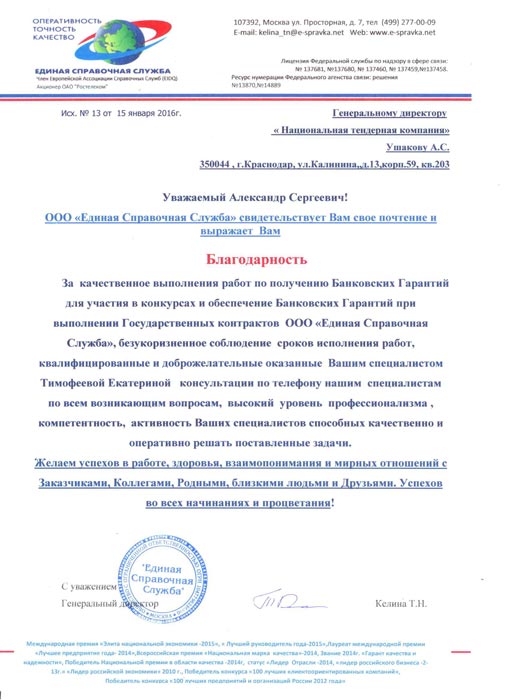 ОПЕРАТИВНОСТЬ
ТОЧНОСТЬ
КАЧЕСТВО
ЕДИНАЯ СПРАВОЧНАЯ СЛУЖБА
Член Европейской Ассоциации Справочных Служб (EIDQ)
Акционер ОАО "Ростелеком"
107392, Москва ул. Просторная, д. 7, тел (499) 277-00-09
E-mail: kelina_tn@e-spravka.net Web: www.e-spravka.net
Лицензия Федеральной службы по надзору в сфере связи:
№ 137681, №137680, № 137460, № 137459,№137458.
Ресурс нумерации Федерального агенства связи: решения
№13870,№14889
Исх. № 13 от 15 января 2016г.
Генеральному директору
« Национальная тендерная компания»
Ушакову А.С.
350044 , г.Краснодар, ул.Калинина,,д.13,корп.59, кв.203
Уважаемый Александр Сергеевич!
ООО «Единая Справочная Служба» свидетельствует Вам свое почтение и
выражает Вам
Благодарность
За качественное выполнения работ по получению Банковских Гарантий
для участия в конкурсах и обеспечение Банковских Гарантий при
выполнении Государственных контрактов ООО «Единая Справочная
Служба», безукоризненное соблюдение сроков исполнения работ,
квалифицированные и доброжелательные оказанные Вашим специалистом
Тимофеевой Екатериной консультации по телефону нашим специалистам
по всем возникающим вопросам, высокий уровень профессионализма ,
компетентность, активность Ваших специалистов способных качественно и
оперативно решать поставленные задачи.
Желаем успехов в работе, здоровья, взаимопонимания и мирных отношений с
Заказчиками, Коллегами, Родными, близкими людьми и Друзьями. Успехов
во всех начинаниях и процветания!
"Единая
Справочная
Служба"
МОСКВА
С уважением
Генеральный директор
Келина Т.Н.
Международная премия «Элита национальной экономики -2015», « Лучший руководитель года-2015»,Лауреат международной премии
«Лучшее предприятие года- 2014»,Всероссийская премия «Национальная марка качества»-2014, Звание 2014г. «Гарант качества и
надежности», Победитель Национальной премии в области качества -2014г, статус «Лидер Отрасли -2014, «лидер российского бизнеса -2-
13г.» «Лидер российской экономики» 2010 г., Победитель конкурса «100 лучшие клиентоориентированных компаний»,
Победитель конкурса «100 лучших предприятий и организаций России 2012 года»